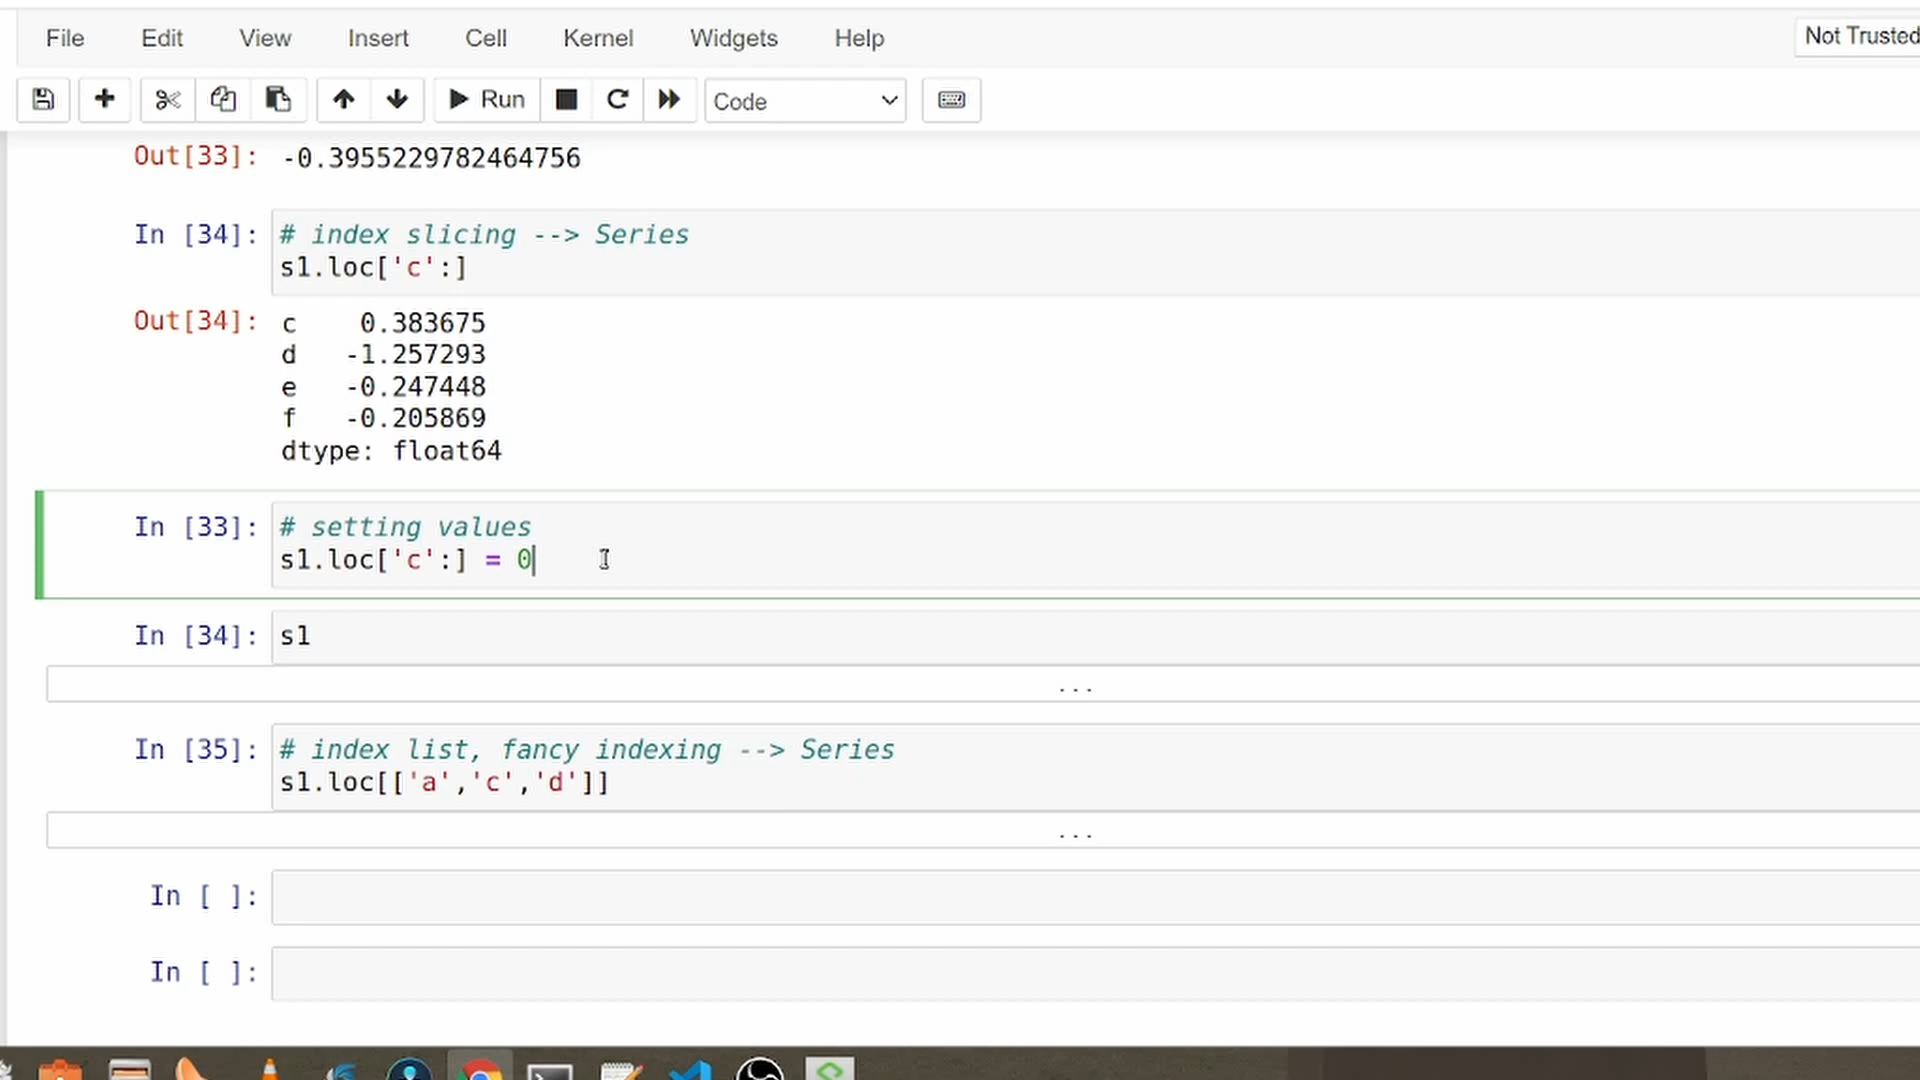 File Edit View Insert Cell Kernel Widgets Help Not Trusted
Run Code
Out[33]: -0.3955229782464756
In [34]: # index slicing --> Series
s1.loc['c':]
Out[34]: c 0.383675
d -1.257293
e -0.247448
f -0.205869
dtype: float64
In [33]: # setting values
s1.loc['c':] = 0
In [34]: s1
...
In [35]: # index list, fancy indexing --> Series
s1.loc[['a','c','d']]
...
In [ ]:
In [ ]: